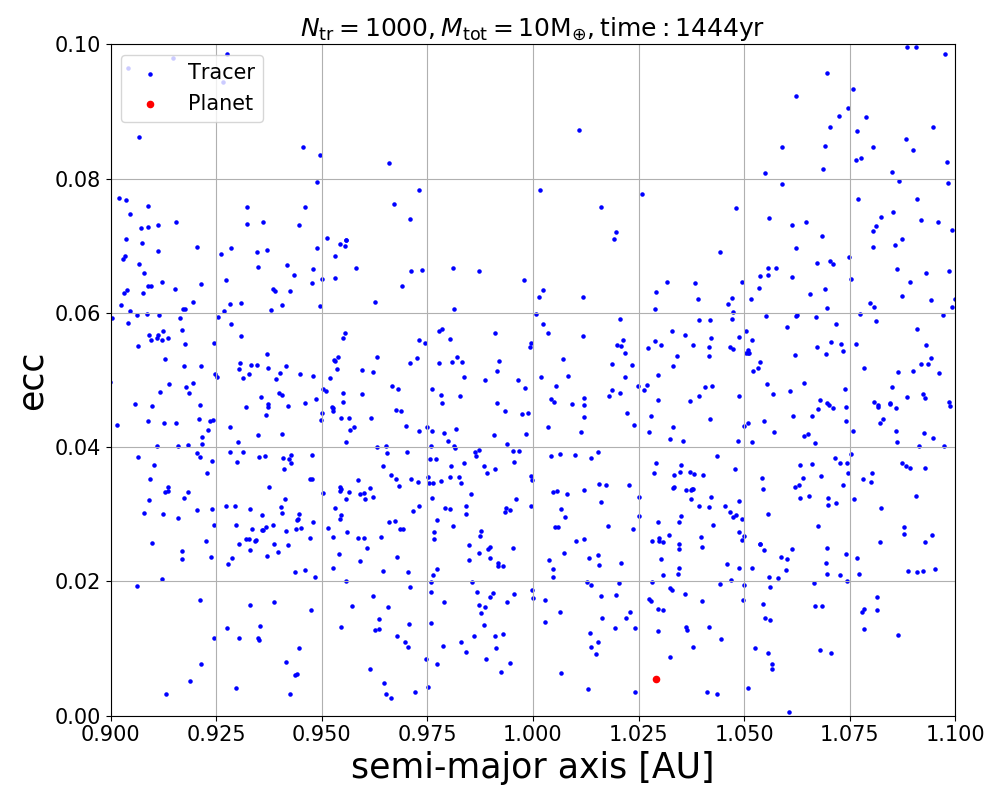 N_tr = 1000, M_tot = 10M_⊕, time : 1444yr
0.10
Tracer
Planet
0.08
0.06
ecc
0.04
0.02
0.00
0.900 0.925 0.950 0.975 1.000 1.025 1.050 1.075 1.100
semi-major axis [AU]